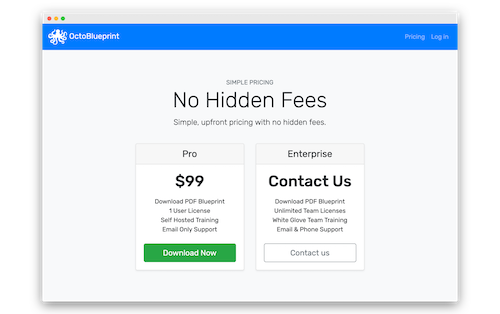 OctoBlueprint
Pricing Log in
SIMPLE PRICING
No Hidden Fees
Simple, upfront pricing with no hidden fees.
Pro
$99
Download PDF Blueprint
1 User License
Self Hosted Training
Email Only Support
Download Now
Enterprise
Contact Us
Download PDF Blueprint
Unlimited Team Licenses
White Glove Team Training
Email & Phone Support
Contact us